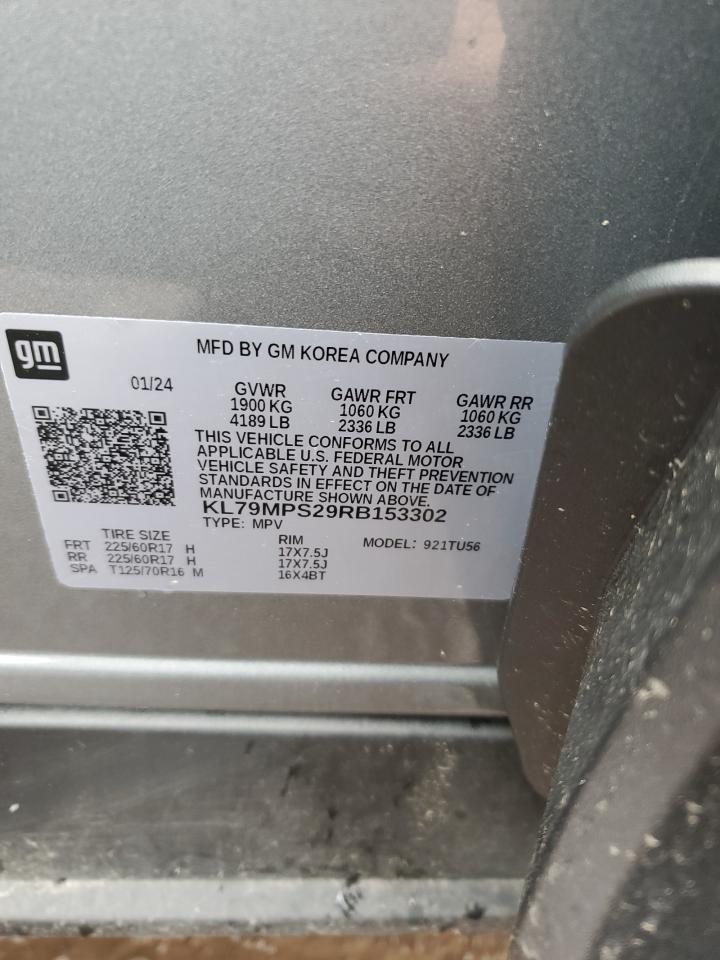 gm
MFD BY GM KOREA COMPANY
01/24
GVWR GAWR FRT GAWR RR
1900 KG 1060 KG 1060 KG
4189 LB 2336 LB 2336 LB
THIS VEHICLE CONFORMS TO ALL
APPLICABLE U.S. FEDERAL MOTOR
VEHICLE SAFETY AND THEFT PREVENTION
STANDARDS IN EFFECT ON THE DATE OF
MANUFACTURE SHOWN ABOVE.
KL79MPS29RB153302
TYPE: MPV
TIRE SIZE RIM MODEL: 921TU56
FRT 225/60R17 H 17X7.5J
RR 225/60R17 H 17X7.5J
SPA T125/70R16 M 16X4BT